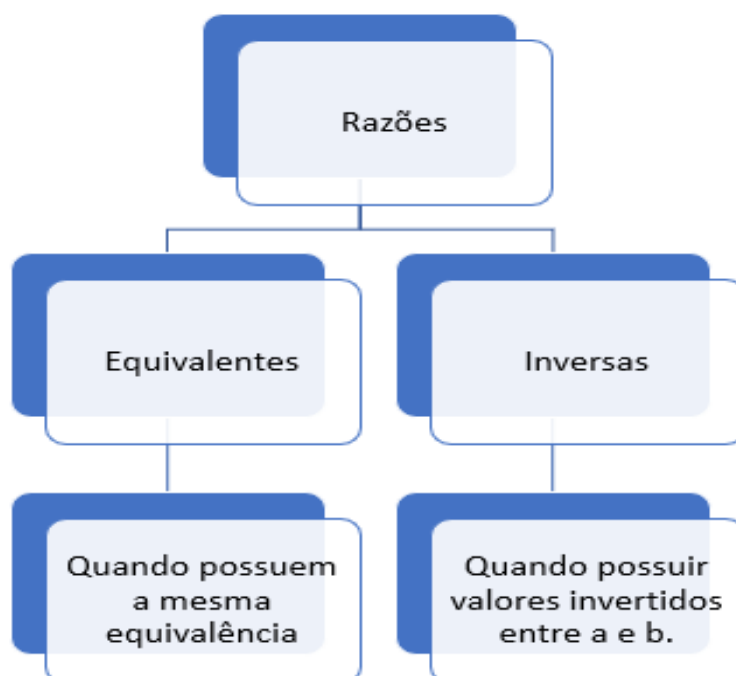 Razões
Equivalentes
Inversas
Quando possuem
a mesma
equivalência
Quando possuir
valores invertidos
entre a e b.